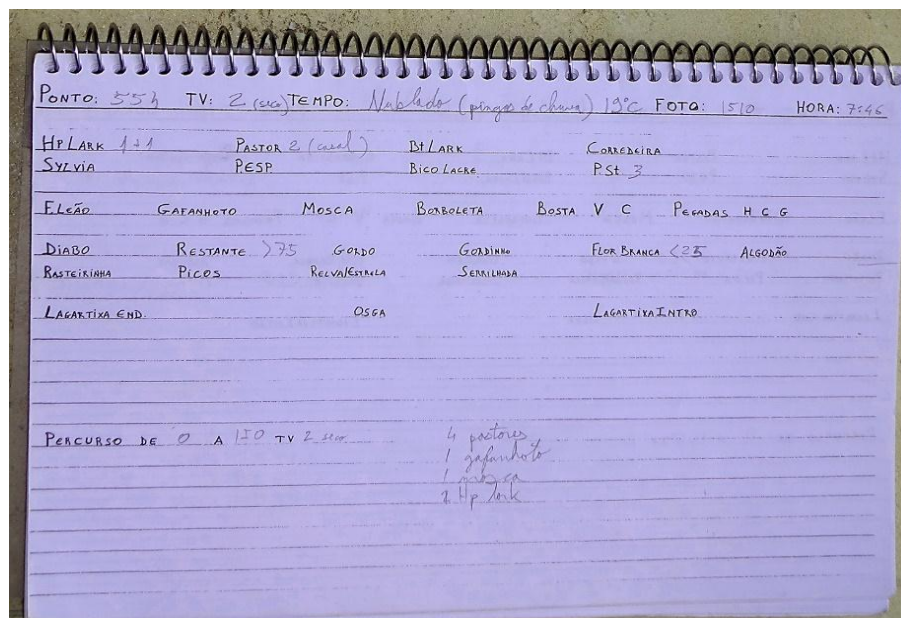 PONTO: 55h TV: 2 (seco) TEMPO: Nublado (pingos de chuva) 19°C FOTO: 1510 HORA: 7:46
HP LARK 1+1 PASTOR 2 (casal) Bt LARK CORREDEIRA
SYLVIA P.ESP. BICO LACRE P.St. 3
F.LEÃO GAFANHOTO MOSCA BORBOLETA BOSTA V C PEGADAS H C G
DIABO RESTANTE >75 GORDO GORDINHO FLOR BRANCA <25 ALGODÃO
RASTEIRINHA PICOS RELVA/ESTRELA SERRILHADA
LAGARTIXA END. OSGA LAGARTIXA INTRO.
PERCURSO DE 0 A 150 TV 2 seco 4 pastores
1 gafanhoto
1 mosca
2 Hp lark